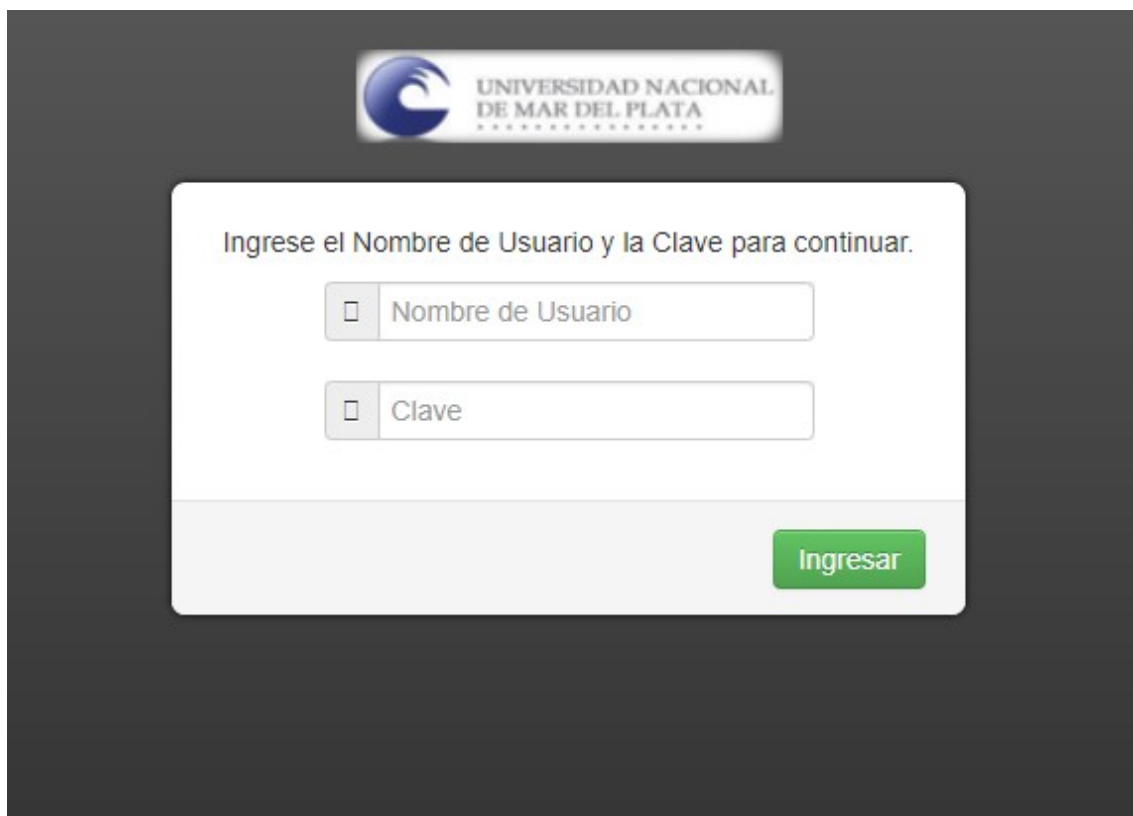 UNIVERSIDAD NACIONAL
DE MAR DEL PLATA
Ingrese el Nombre de Usuario y la Clave para continuar.
Nombre de Usuario
Clave
Ingresar